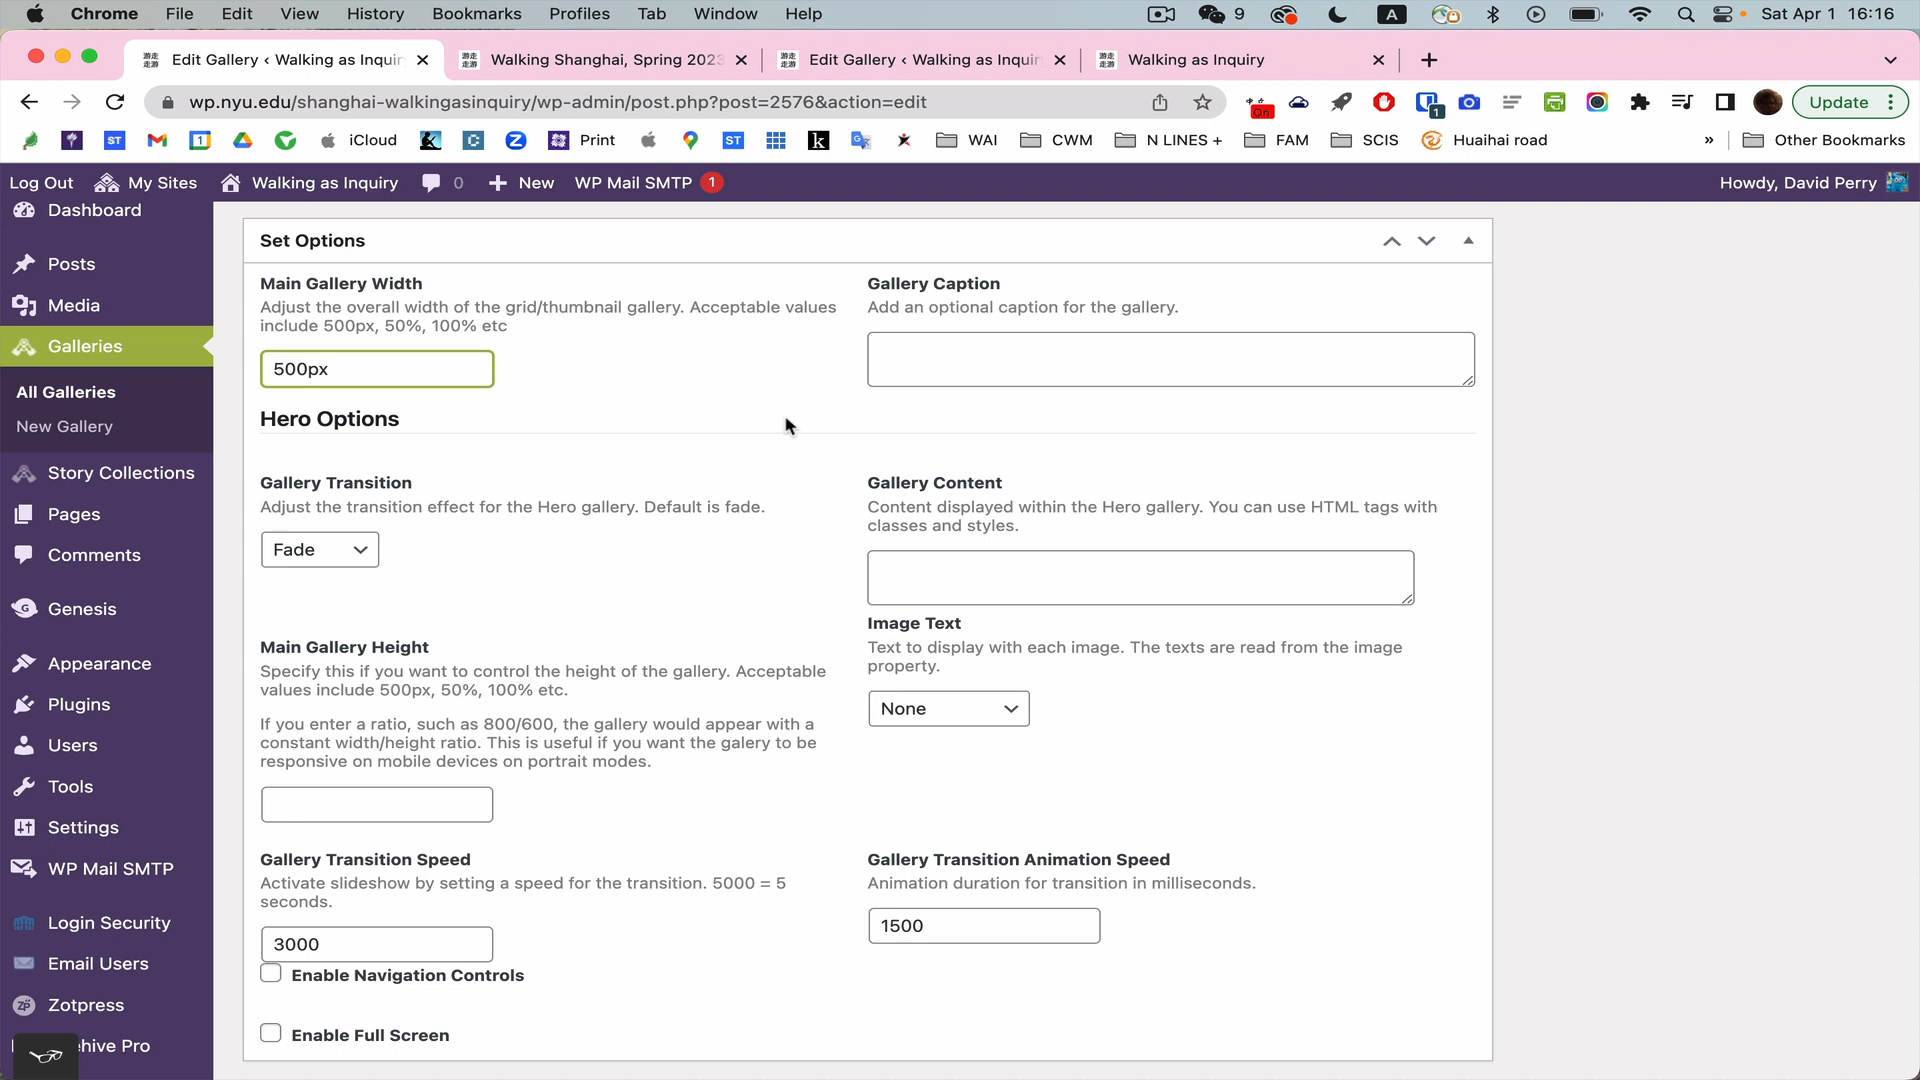 Chrome File Edit View History Bookmarks Profiles Tab Window Help 9 A Sat Apr 1 16:16
Edit Gallery ‹ Walking as Inquir
Walking Shanghai, Spring 2023
Edit Gallery ‹ Walking as Inquir
Walking as Inquiry
wp.nyu.edu/shanghai-walkingasinquiry/wp-admin/post.php?post=2576&action=edit
On
1
Update
ST
1
iCloud
C
Z
Print
ST
k
WAI
CWM
N LINES +
FAM
SCIS
Huaihai road
»
Other Bookmarks
Log Out
My Sites
Walking as Inquiry
0
New
WP Mail SMTP 1
Howdy, David Perry
Dashboard
Posts
Media
Galleries
All Galleries
New Gallery
Story Collections
Pages
Comments
Genesis
Appearance
Plugins
Users
Tools
Settings
WP Mail SMTP
Login Security
Email Users
ZP
Zotpress
ehive Pro
Set Options
Main Gallery Width
Adjust the overall width of the grid/thumbnail gallery. Acceptable values
include 500px, 50%, 100% etc
500px
Gallery Caption
Add an optional caption for the gallery.
Hero Options
Gallery Transition
Adjust the transition effect for the Hero gallery. Default is fade.
Fade
Gallery Content
Content displayed within the Hero gallery. You can use HTML tags with
classes and styles.
Image Text
Text to display with each image. The texts are read from the image
property.
None
Main Gallery Height
Specify this if you want to control the height of the gallery. Acceptable
values include 500px, 50%, 100% etc.
If you enter a ratio, such as 800/600, the gallery would appear with a
constant width/height ratio. This is useful if you want the galery to be
responsive on mobile devices on portrait modes.
Gallery Transition Speed
Activate slideshow by setting a speed for the transition. 5000 = 5
seconds.
3000
Gallery Transition Animation Speed
Animation duration for transition in milliseconds.
1500
Enable Navigation Controls
Enable Full Screen